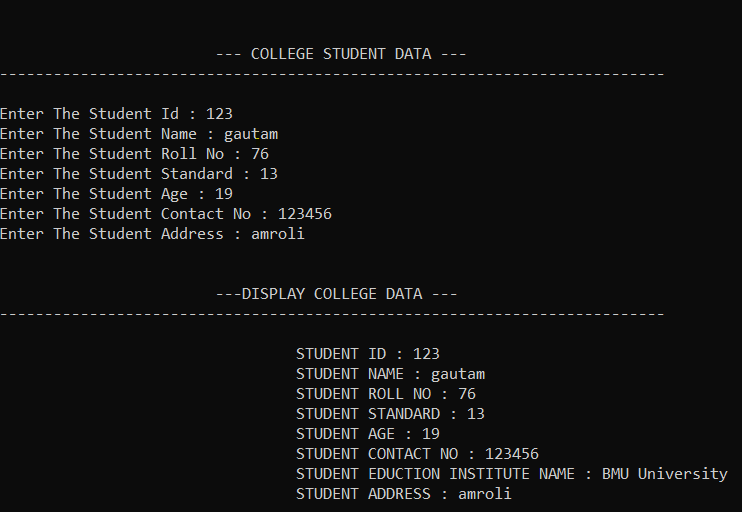 --- COLLEGE STUDENT DATA ---
--------------------------------------------------------------------------
Enter The Student Id : 123
Enter The Student Name : gautam
Enter The Student Roll No : 76
Enter The Student Standard : 13
Enter The Student Age : 19
Enter The Student Contact No : 123456
Enter The Student Address : amroli
---DISPLAY COLLEGE DATA ---
--------------------------------------------------------------------------
STUDENT ID : 123
STUDENT NAME : gautam
STUDENT ROLL NO : 76
STUDENT STANDARD : 13
STUDENT AGE : 19
STUDENT CONTACT NO : 123456
STUDENT EDUCTION INSTITUTE NAME : BMU University
STUDENT ADDRESS : amroli